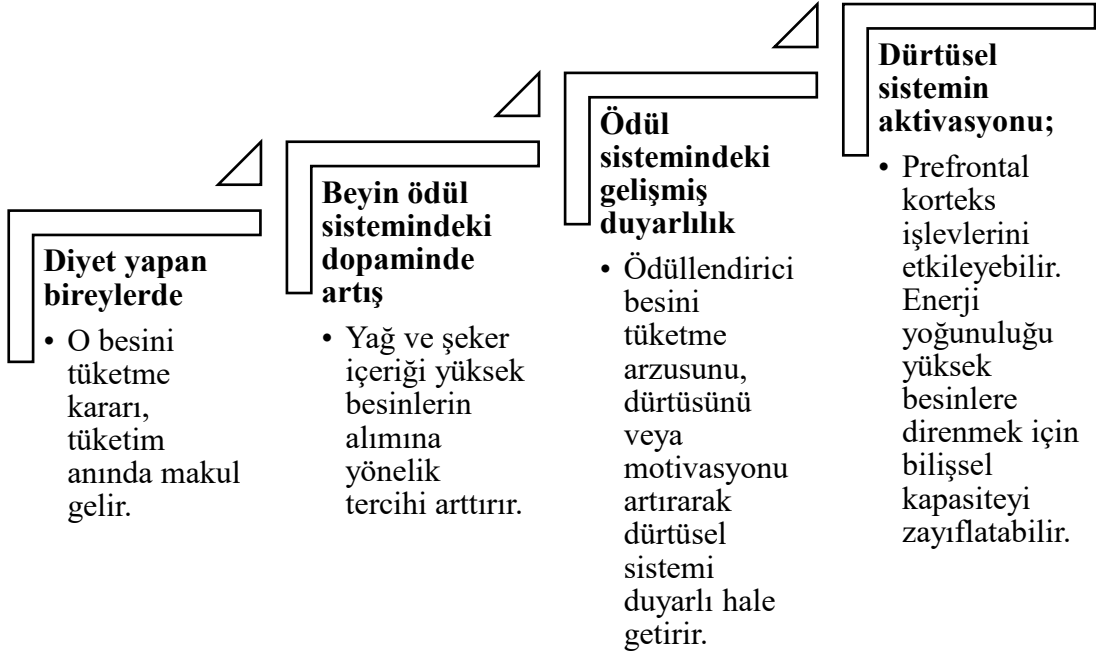 Diyet yapan
bireylerde
• O besini
tüketme
kararı,
tüketim
anında makul
gelir.
Beyin ödül
sistemindeki
dopaminde
artış
• Yağ ve şeker
içeriği yüksek
besinlerin
alımına
yönelik
tercihi arttırır.
Ödül
sistemindeki
gelişmiş
duyarlılık
• Ödüllendirici
besini
tüketme
arzusunu,
dürtüsünü
veya
motivasyonu
artırarak
dürtüsel
sistemi
duyarlı hale
getirir.
Dürtüsel
sistemin
aktivasyonu;
• Prefrontal
korteks
işlevlerini
etkileyebilir.
Enerji
yoğunuluğu
yüksek
besinlere
direnmek için
bilişsel
kapasiteyi
zayıflatabilir.